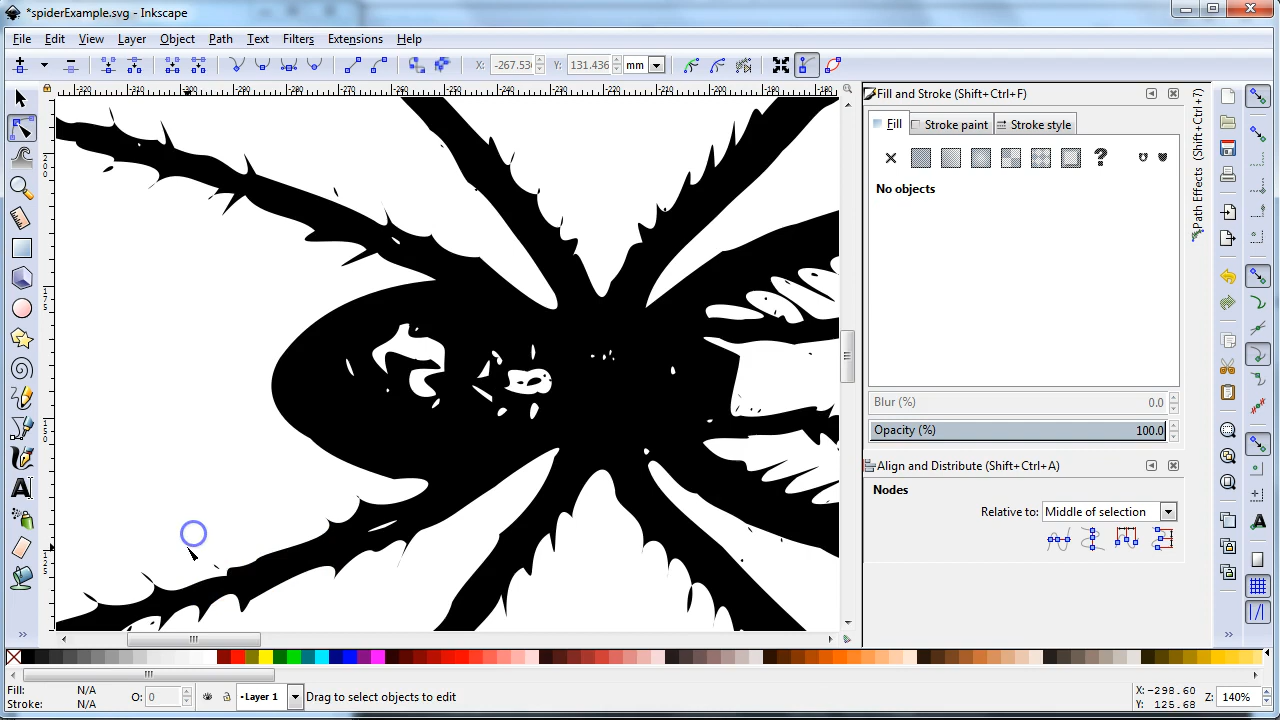 *spiderExample.svg - Inkscape
File Edit View Layer Object Path Text Filters Extensions Help
X: -267.536 Y: 131.436 mm
Fill and Stroke (Shift+Ctrl+F)
Fill Stroke paint Stroke style
No objects
Blur (%) 0.0
Opacity (%) 100.0
Align and Distribute (Shift+Ctrl+A)
Nodes
Relative to: Middle of selection
Path Effects (Shift+Ctrl+7)
Fill: N/A
Stroke: N/A
O: 0
Layer 1
Drag to select objects to edit
X: -298.60
Y: 125.68
Z: 140%